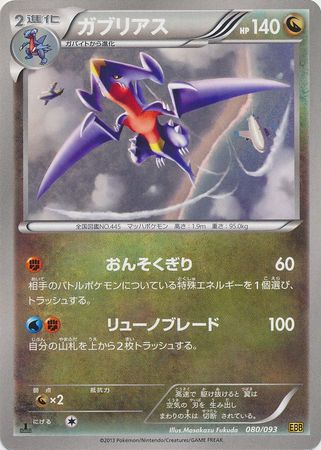 2進化
ガブリアス
HP140
ガバイトから進化
全国図鑑NO.445 マッハポケモン 高さ:1.9m 重さ:95.0kg
おんそくぎり 60
相手のバトルポケモンについている特殊エネルギーを1個選び、
トラッシュする。
リューノブレード 100
自分の山札を上から2枚トラッシュする。
弱点 抵抗力
×2
にげる
高速で 駆け抜けると 翼は
空気の 刃を 生み出し
まわりの木は 切断 されている。
Illus.Masakazu Fukuda
EBB
080/093
©2013 Pokémon/Nintendo/Creatures/GAME FREAK